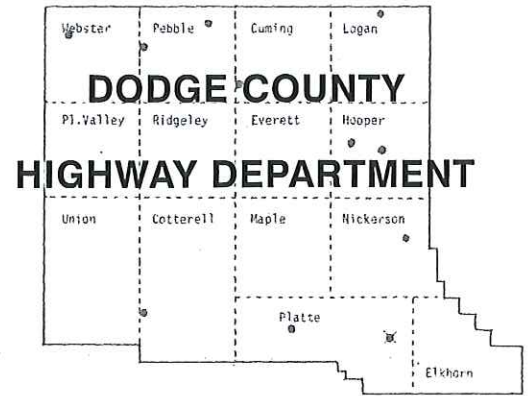 Webster Pebble Cuming Logan
DODGE COUNTY
Pl.Valley Ridgeley Everett Hooper
HIGHWAY DEPARTMENT
Union Cotterell Maple Nickerson
Platte
Elkhorn